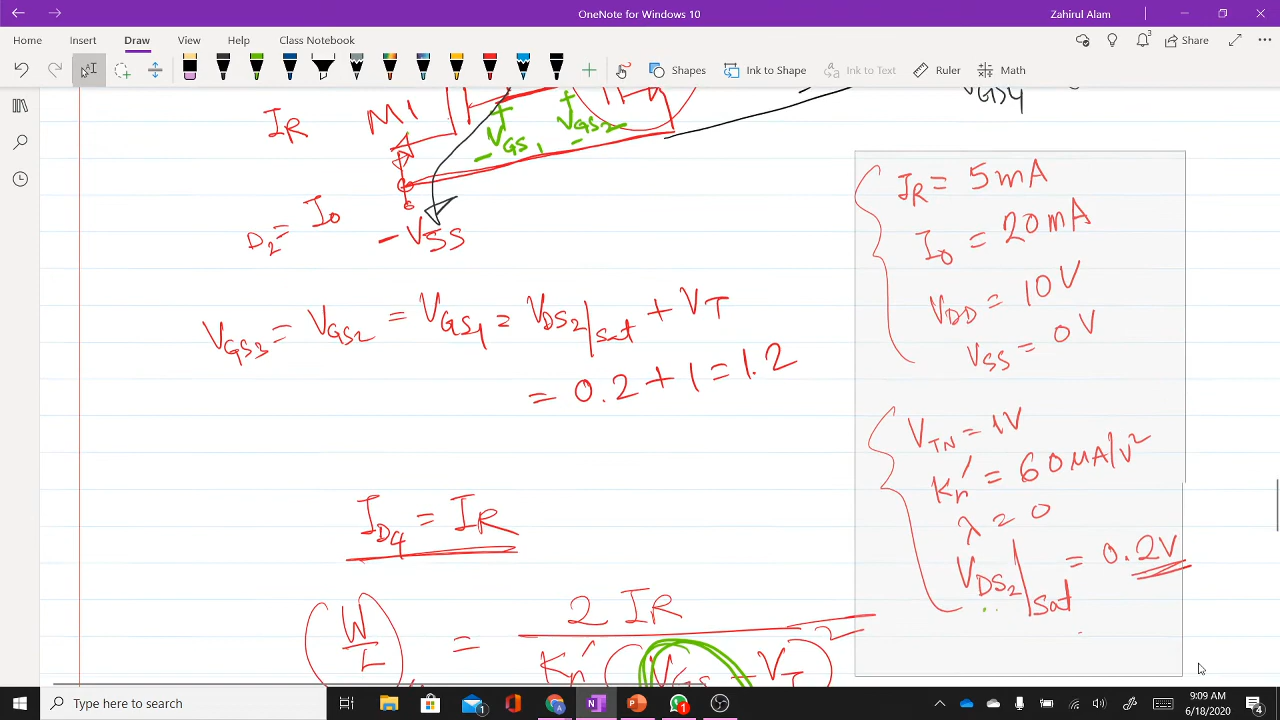 OneNote for Windows 10
Zahirul Alam
Home Insert Draw View Help Class Notebook
Share
Shapes Ink to Shape Ink to Text Ruler Math
VGS4
IR M1
VGS1 VGS2
D2 = Io
- VSS
VGS3 = VGS2 = VGS1 = VDS2|sat + VT
= 0.2 + 1 = 1.2
ID4 = IR
W/L = 2 IR / Kn' (VGS - VT)²
IR = 5mA
Io = 20mA
VDD = 10V
VSS = 0V
VTN = 1V
Kn' = 60 μA/V²
λ = 0
VDS2|sat = 0.2V
Type here to search
9:09 AM
6/18/2020